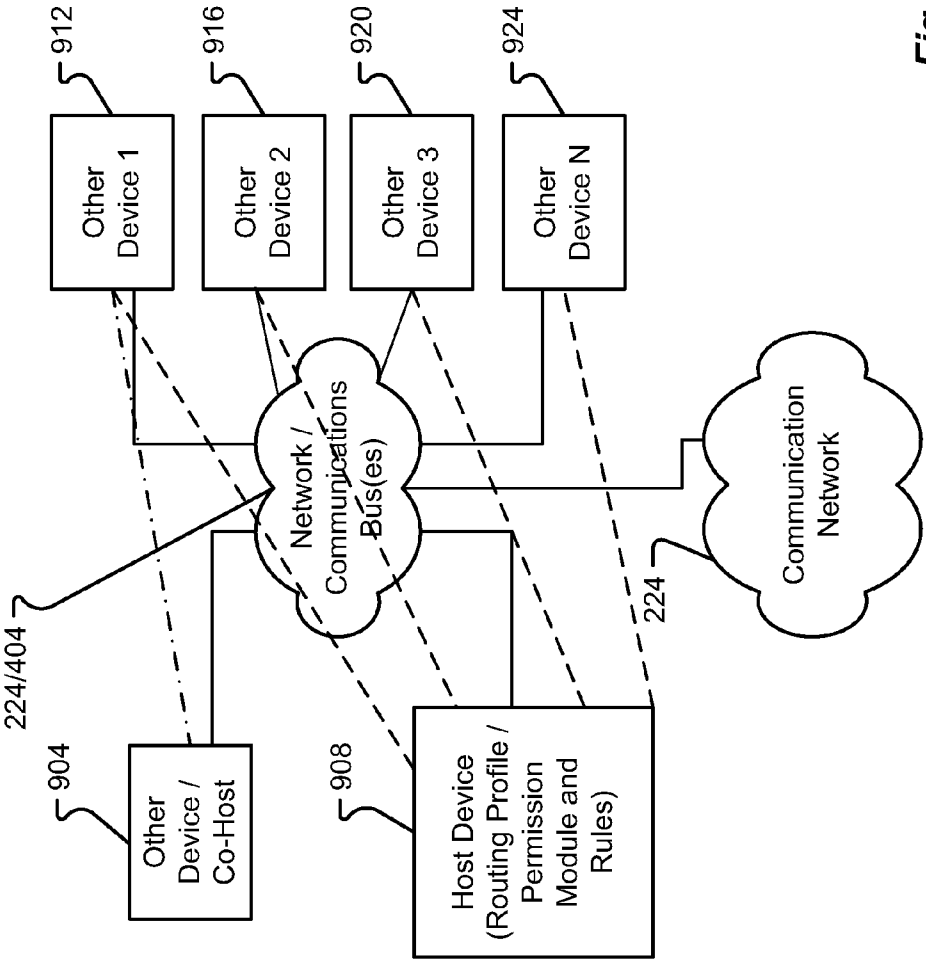 224/404
904
Other
Device /
Co-Host
908
Host Device
(Routing Profile /
Permission
Module and
Rules)
Network /
Communications
Bus(es)
912
Other
Device 1
916
Other
Device 2
920
Other
Device 3
924
Other
Device N
224
Communication
Network
Fig